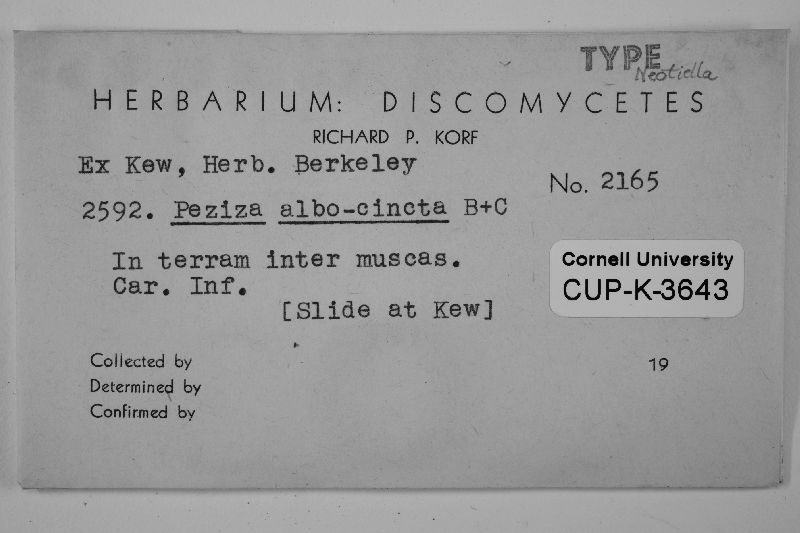 TYPE
Neotiella
HERBARIUM: DISCOMYCETES
RICHARD P. KORF
Ex Kew, Herb. Berkeley
No. 2165
2592. Peziza albo-cincta B+C
In terram inter muscas.
Car. Inf.
[Slide at Kew]
Cornell University
CUP-K-3643
Collected by
19
Determined by
Confirmed by